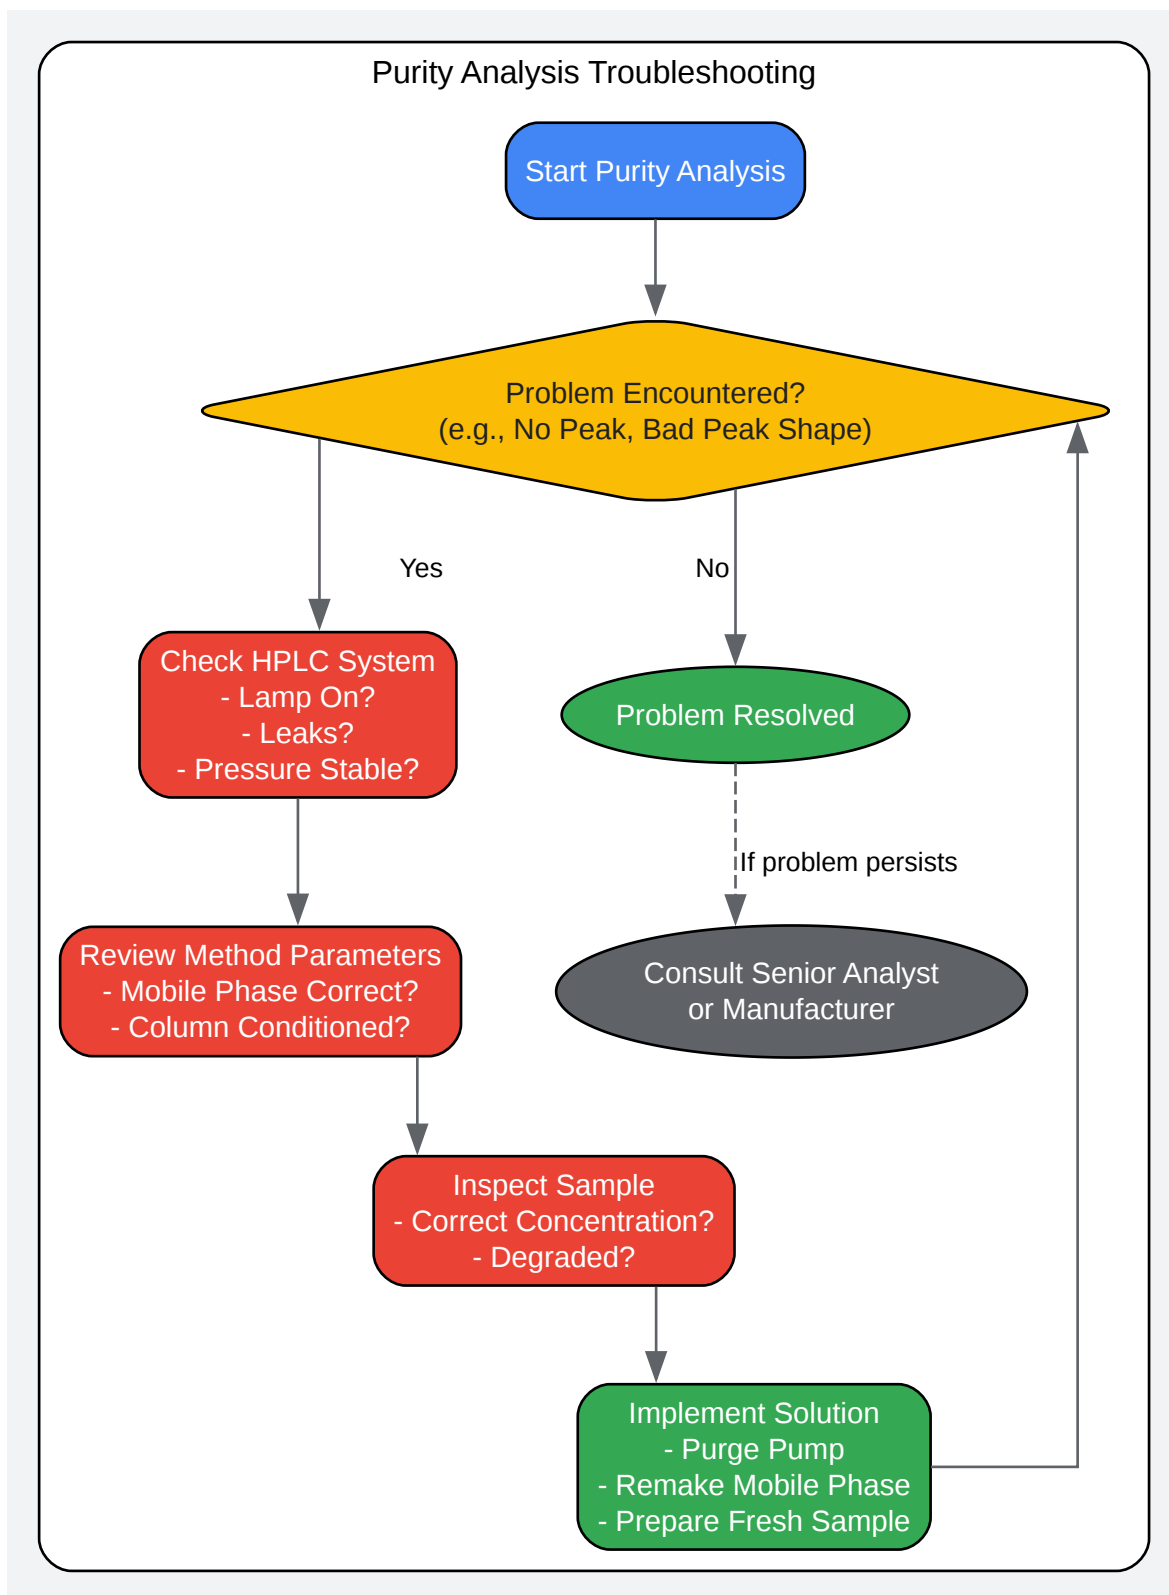 Purity Analysis Troubleshooting
Start Purity Analysis
Problem Encountered?
(e.g., No Peak, Bad Peak Shape)
Yes
No
Check HPLC System
- Lamp On?
- Leaks?
- Pressure Stable?
Problem Resolved
If problem persists
Review Method Parameters
- Mobile Phase Correct?
- Column Conditioned?
Consult Senior Analyst
or Manufacturer
Inspect Sample
- Correct Concentration?
- Degraded?
Implement Solution
- Purge Pump
- Remake Mobile Phase
- Prepare Fresh Sample